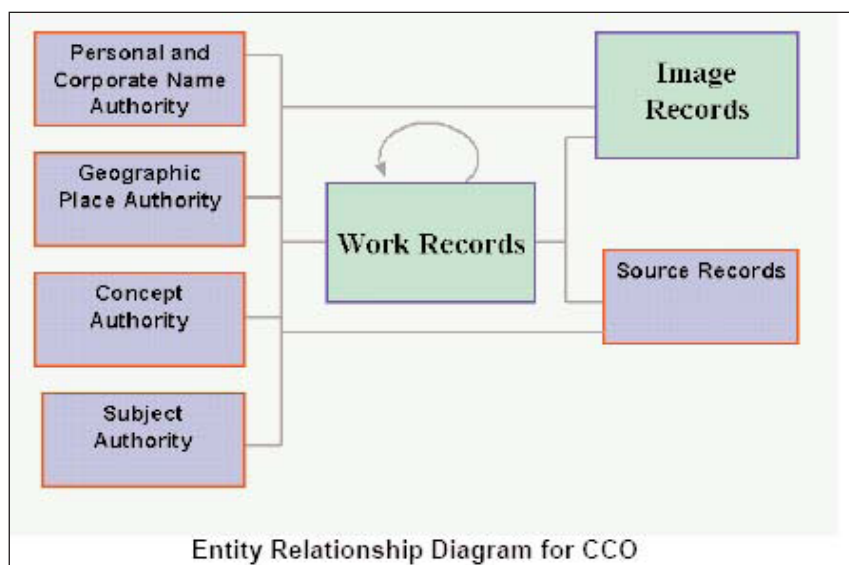 Personal and
Corporate Name
Authority
Geographic
Place Authority
Concept
Authority
Subject
Authority
Work Records
Image
Records
Source Records
Entity Relationship Diagram for CCO